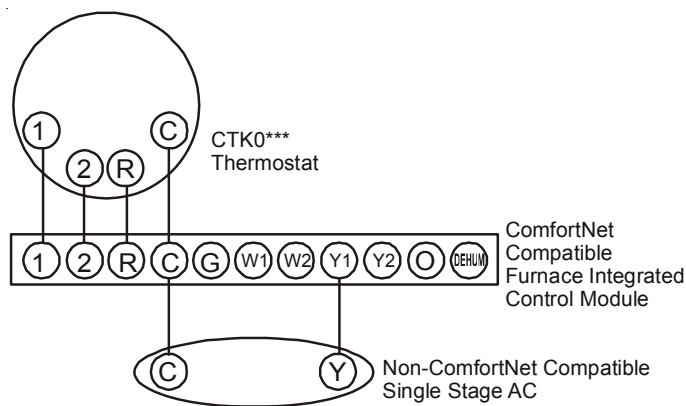 1 C
2 R
CTK0***
Thermostat
1 2 R C G W1 W2 Y1 Y2 O DEHUM
ComfortNet
Compatible
Furnace Integrated
Control Module
C Y
Non-ComfortNet Compatible
Single Stage AC